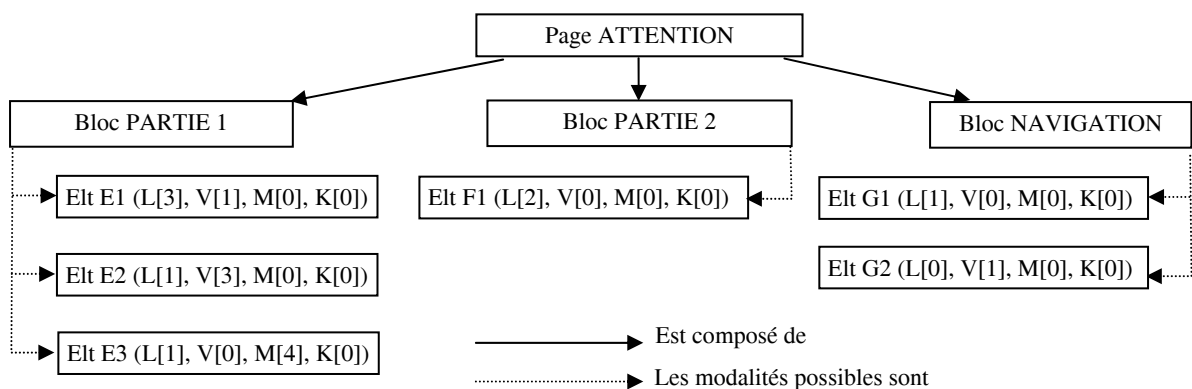 Page ATTENTION
Bloc PARTIE 1
Bloc PARTIE 2
Bloc NAVIGATION
Elt E1 (L[3], V[1], M[0], K[0])
Elt F1 (L[2], V[0], M[0], K[0])
Elt G1 (L[1], V[0], M[0], K[0])
Elt E2 (L[1], V[3], M[0], K[0])
Elt G2 (L[0], V[1], M[0], K[0])
Elt E3 (L[1], V[0], M[4], K[0])
Est composé de
Les modalités possibles sont